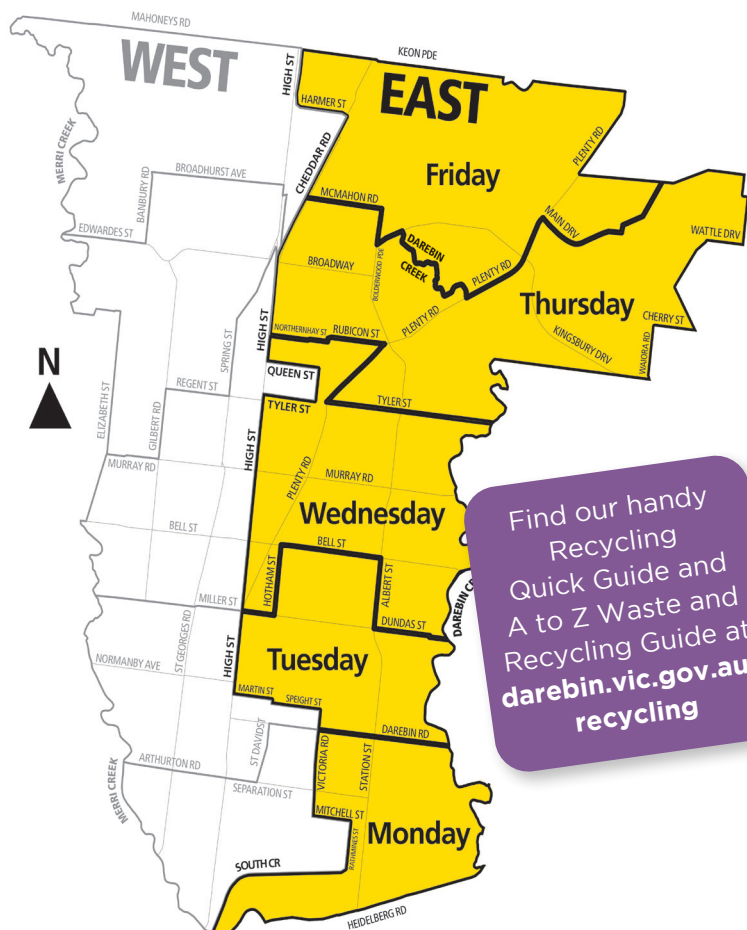 MAHONEYS RD
WEST
HIGH ST
KEON PDE
EAST
HARMER ST
MERRI CREEK
CHEDDAR RD
PLENTY RD
Friday
BROADHURST AVE
BANBURY RD
MCMAHON RD
MAIN DRV
EDWARDES ST
DAREBIN
CREEK
WATTLE DRV
BROADWAY
BOLDERWOOD PDE
PLENTY RD
Thursday
PLENTY RD
CHERRY ST
NORTHERNHAY ST
RUBICON ST
KINGSBURY DRV
WAIORA RD
HIGH ST
SPRING ST
N
QUEEN ST
REGENT ST
TYLER ST
TYLER ST
ELIZABETH ST
GILBERT RD
HIGH ST
PLENTY RD
MURRAY RD
MURRAY RD
Wednesday
BELL ST
BELL ST
HOTHAM ST
ALBERT ST
MILLER ST
DUNDAS ST
DAREBIN CR
ST GEORGES RD
HIGH ST
Tuesday
NORMANBY AVE
MARTIN ST
SPEIGHT ST
DAREBIN RD
ST DAVID ST
VICTORIA RD
STATION ST
ARTHURTON RD
SEPARATION ST
MERRI CREEK
MITCHELL ST
Monday
RATHMINES ST
SOUTH CR
HEIDELBERG RD
Find our handy
Recycling
Quick Guide and
A to Z Waste and
Recycling Guide at
darebin.vic.gov.au
recycling